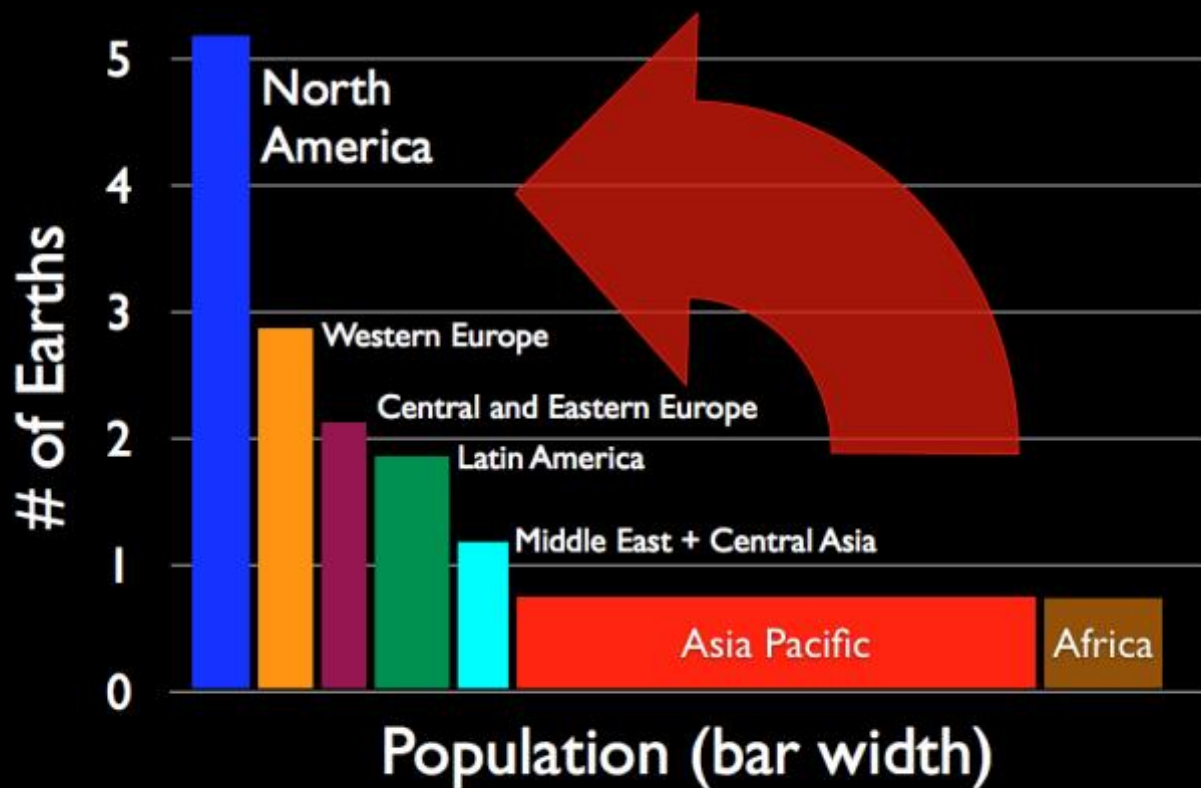 5
4
3
2
1
0
# of Earths
North
America
Western Europe
Central and Eastern Europe
Latin America
Middle East + Central Asia
Asia Pacific
Africa
Population (bar width)